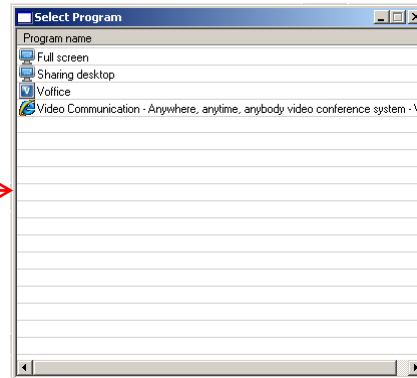 Select Program
Program name
Full screen
Sharing desktop
Voffice
Video Communication - Anywhere, anytime, anybody video conference system - V